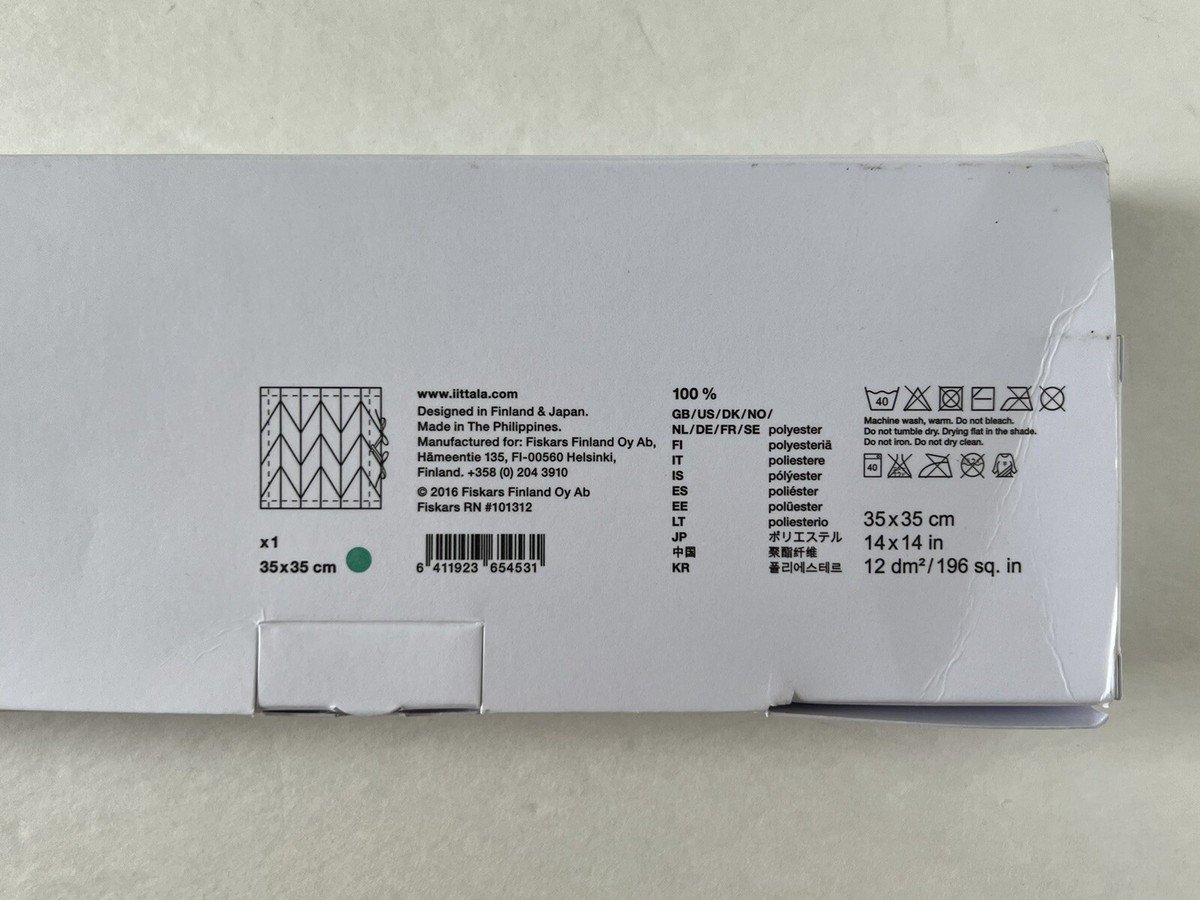 www.iittala.com
Designed in Finland & Japan.
Made in The Philippines.
Manufactured for: Fiskars Finland Oy Ab,
Hämeentie 135, FI-00560 Helsinki,
Finland. +358 (0) 204 3910
© 2016 Fiskars Finland Oy Ab
Fiskars RN #101312
x1
35x35 cm
6 411923 654531
100 %
GB/US/DK/NO/
NL/DE/FR/SE polyester
FI polyesteriä
IT poliestere
IS pólýester
ES poliéster
EE polüester
LT poliesterio
JP ポリエステル
中国 聚酯纤维
KR 폴리에스테르
40
Machine wash, warm. Do not bleach.
Do not tumble dry. Drying flat in the shade.
Do not iron. Do not dry clean.
40
35x35 cm
14x14 in
12 dm²/196 sq. in